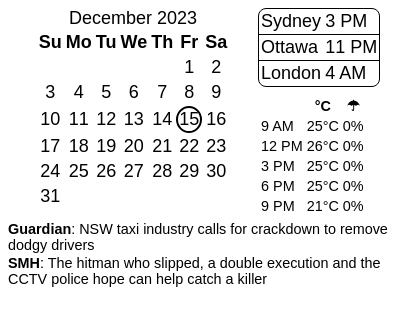 December 2023
Su Mo Tu We Th Fr Sa
1 2
3 4 5 6 7 8 9
10 11 12 13 14 15 16
17 18 19 20 21 22 23
24 25 26 27 28 29 30
31
Sydney 3 PM
Ottawa 11 PM
London 4 AM
°C ☂
9 AM 25°C 0%
12 PM 26°C 0%
3 PM 25°C 0%
6 PM 25°C 0%
9 PM 21°C 0%
Guardian: NSW taxi industry calls for crackdown to remove
dodgy drivers
SMH: The hitman who slipped, a double execution and the
CCTV police hope can help catch a killer